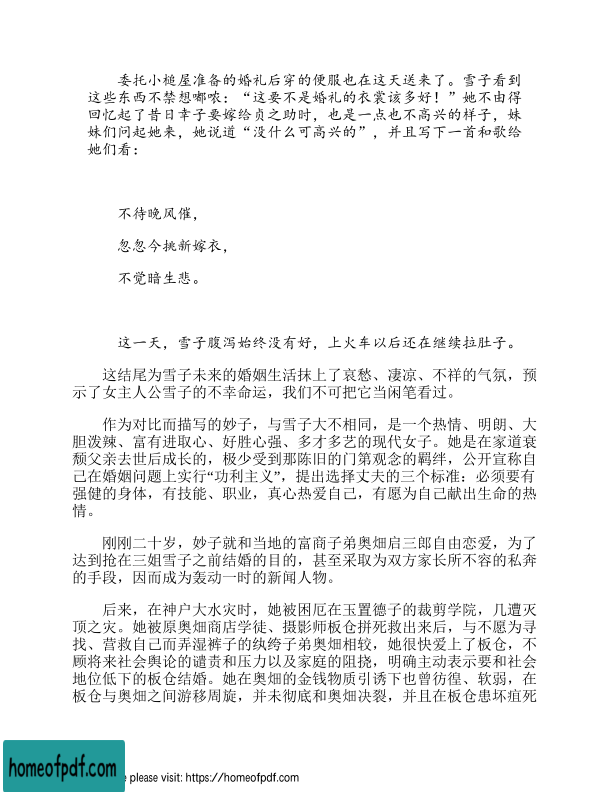 委托小槌屋准备的婚礼后穿的便服也在这天送来了。雪子看到
这些东西不禁想嘟哝：“这要不是婚礼的衣裳该多好！”她不由得
回忆起了昔日幸子要嫁给贞之助时，也是一点也不高兴的样子，妹
妹们问起她来，她说道“没什么可高兴的”，并且写下一首和歌给
她们看：
不待晚风催，
忽忽今挑新嫁衣，
不觉暗生悲。
这一天，雪子腹泻始终没有好，上火车以后还在继续拉肚子。
这结尾为雪子未来的婚姻生活抹上了哀愁、凄凉、不祥的气氛，预
示了女主人公雪子的不幸命运，我们不可把它当闲笔看过。
作为对比而描写的妙子，与雪子大不相同，是一个热情、明朗、大
胆泼辣、富有进取心、好胜心强、多才多艺的现代女子。她是在家道衰
颓父亲去世后成长的，极少受到那陈旧的门第观念的羁绊，公开宣称自
己在婚姻问题上实行“功利主义”，提出选择丈夫的三个标准：必须要有
强健的身体，有技能、职业，真心热爱自己，有愿为自己献出生命的热
情。
刚刚二十岁，妙子就和当地的富商子弟奥畑启三郎自由恋爱，为了
达到抢在三姐雪子之前结婚的目的，甚至采取为双方家长所不容的私奔
的手段，因而成为轰动一时的新闻人物。
后来，在神户大水灾时，她被困厄在玉置德子的裁剪学院，几遭灭
顶之灾。她被原奥畑商店学徒、摄影师板仓拼死救出来后，与不愿为寻
找、营救自己而弄湿裤子的纨绔子弟奥畑相较，她很快爱上了板仓，不
顾将来社会舆论的谴责和压力以及家庭的阻挠，明确主动表示要和社会
地位低下的板仓结婚。她在奥畑的金钱物质引诱下也曾彷徨、软弱，在
板仓与奥畑之间游移周旋，并未彻底和奥畑决裂，并且在板仓患坏疽死
homeofpdf.com
e please visit: https://homeofpdf.com